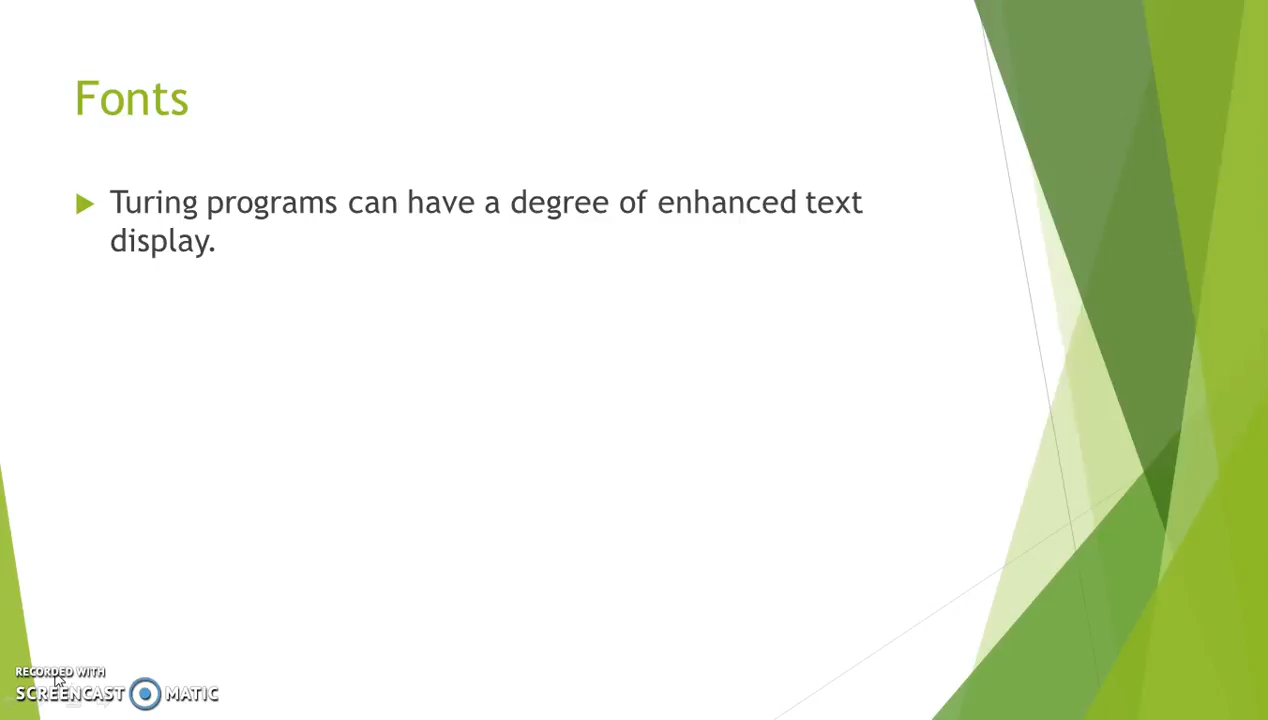 Fonts
Turing programs can have a degree of enhanced text
display.
RECORDED WITH
SCREENCAST MATIC